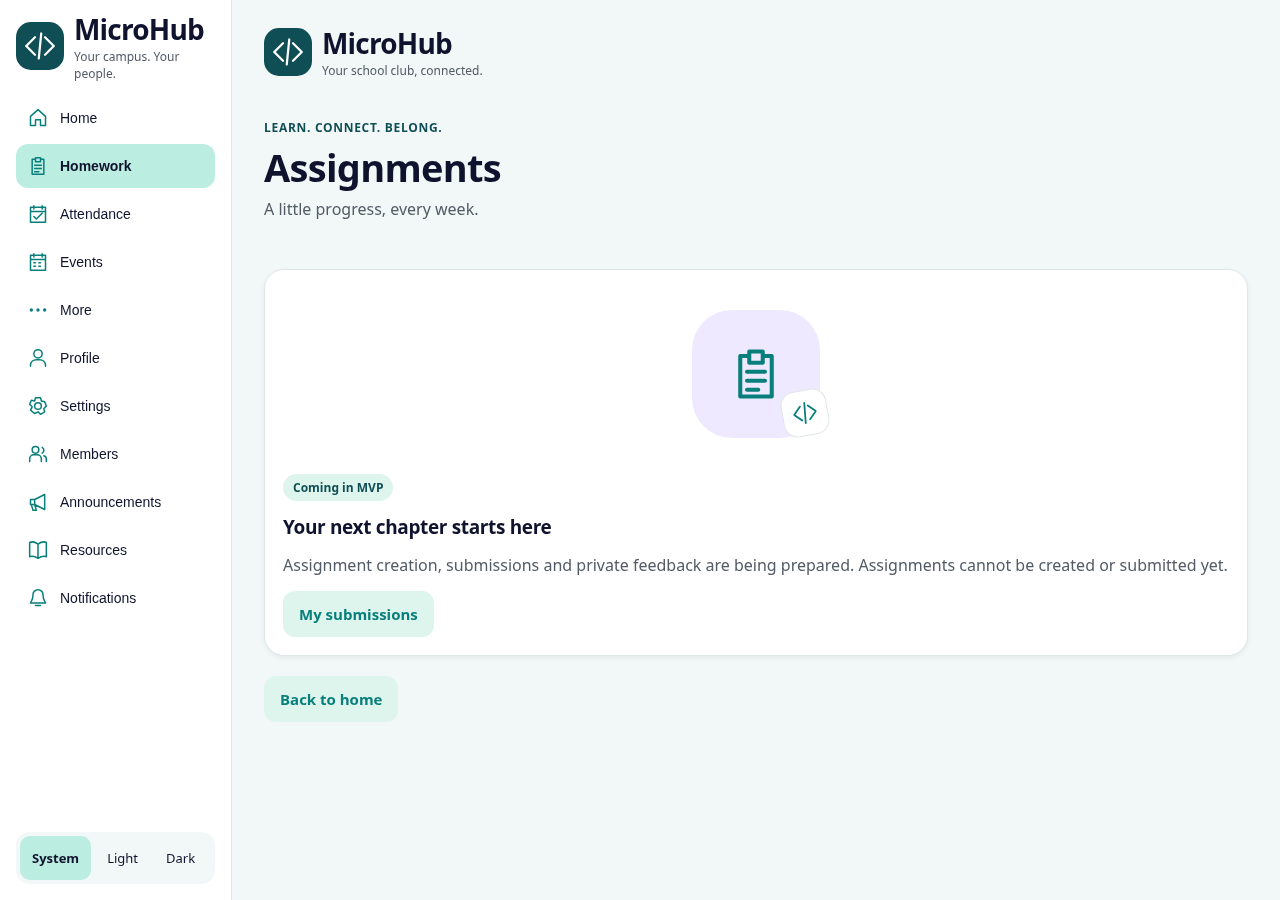 MicroHub
Your campus. Your
people.
Home
Homework
Attendance
Events
More
Profile
Settings
Members
Announcements
Resources
Notifications
System Light Dark
MicroHub
Your school club, connected.
LEARN. CONNECT. BELONG.
Assignments
A little progress, every week.
Coming in MVP
Your next chapter starts here
Assignment creation, submissions and private feedback are being prepared. Assignments cannot be created or submitted yet.
My submissions
Back to home